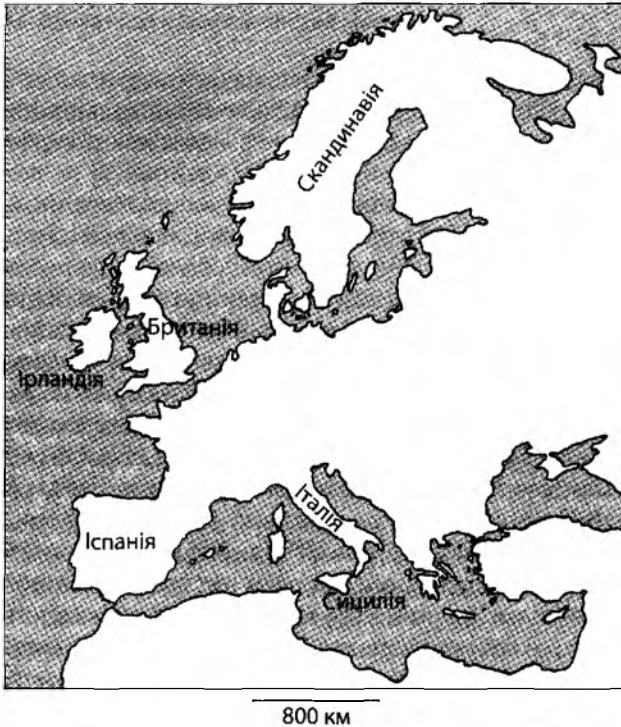 Скандинавія
Британія
Ірландія
Італія
Іспанія
Сицилія
800 км